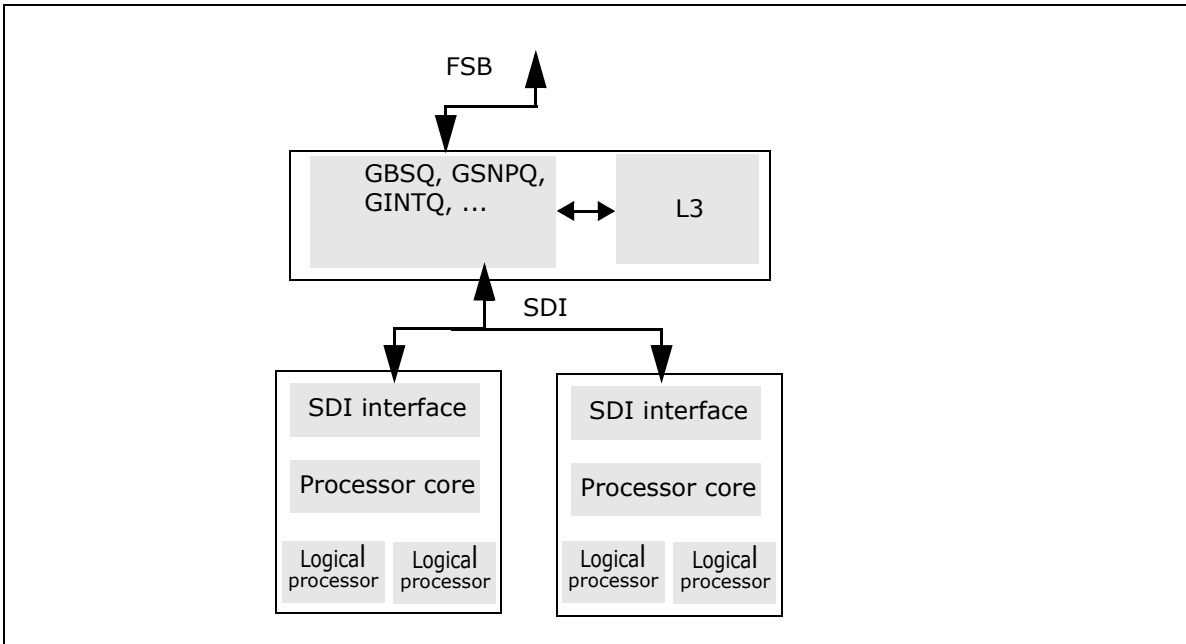 FSB
GBSQ, GSNPQ,
GINTQ, …
L3
SDI
SDI interface
Processor core
Logical
processor
Logical
processor
SDI interface
Processor core
Logical
processor
Logical
processor